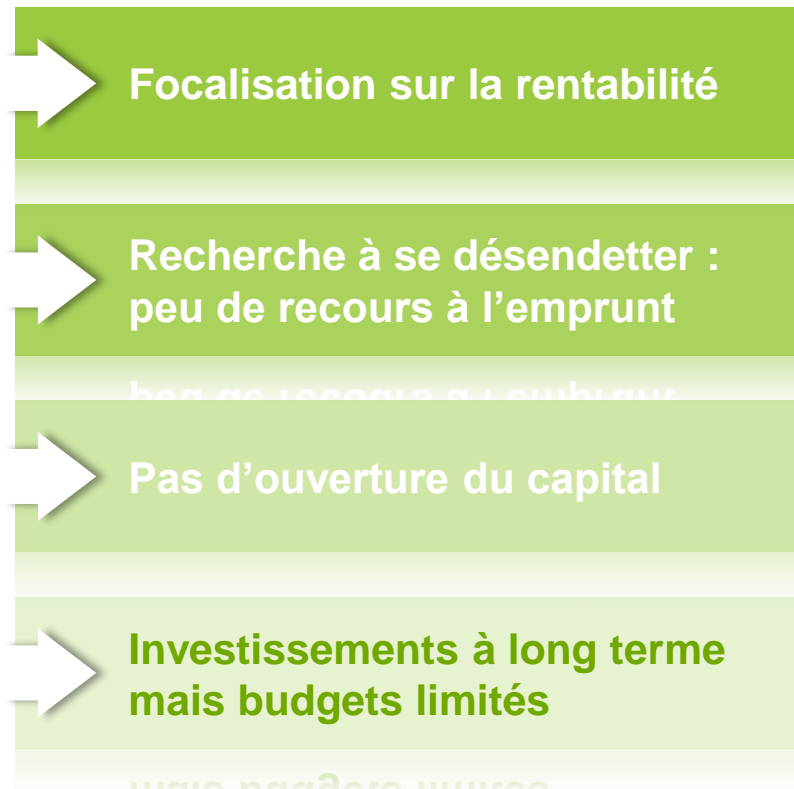 Focalisation sur la rentabilité
Recherche à se désendetter :
peu de recours à l’emprunt
Pas d’ouverture du capital
Investissements à long terme
mais budgets limités